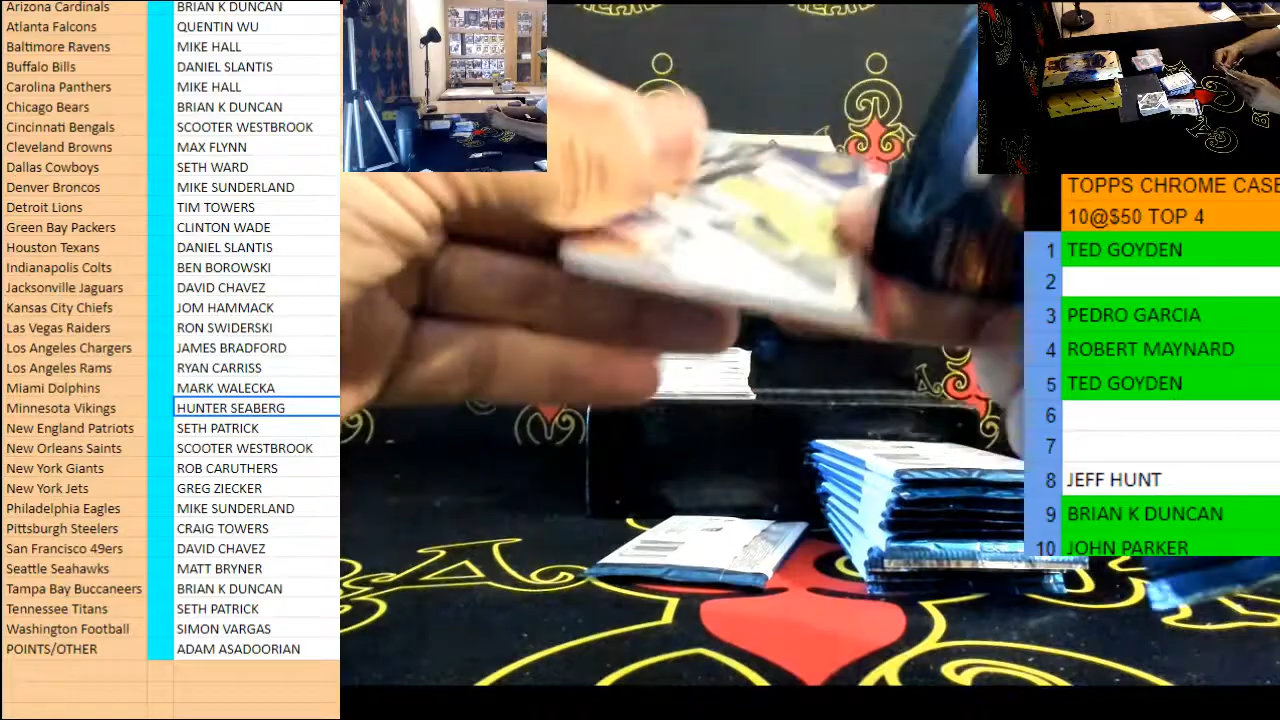 Arizona Cardinals BRIAN K DUNCAN
Atlanta Falcons QUENTIN WU
Baltimore Ravens MIKE HALL
Buffalo Bills DANIEL SLANTIS
Carolina Panthers MIKE HALL
Chicago Bears BRIAN K DUNCAN
Cincinnati Bengals SCOOTER WESTBROOK
Cleveland Browns MAX FLYNN
Dallas Cowboys SETH WARD
Denver Broncos MIKE SUNDERLAND
Detroit Lions TIM TOWERS
Green Bay Packers CLINTON WADE
Houston Texans DANIEL SLANTIS
Indianapolis Colts BEN BOROWSKI
Jacksonville Jaguars DAVID CHAVEZ
Kansas City Chiefs JOM HAMMACK
Las Vegas Raiders RON SWIDERSKI
Los Angeles Chargers JAMES BRADFORD
Los Angeles Rams RYAN CARRISS
Miami Dolphins MARK WALECKA
Minnesota Vikings HUNTER SEABERG
New England Patriots SETH PATRICK
New Orleans Saints SCOOTER WESTBROOK
New York Giants ROB CARUTHERS
New York Jets GREG ZIECKER
Philadelphia Eagles MIKE SUNDERLAND
Pittsburgh Steelers CRAIG TOWERS
San Francisco 49ers DAVID CHAVEZ
Seattle Seahawks MATT BRYNER
Tampa Bay Buccaneers BRIAN K DUNCAN
Tennessee Titans SETH PATRICK
Washington Football SIMON VARGAS
POINTS/OTHER ADAM ASADOORIAN
TOPPS CHROME CASE
10@$50 TOP 4
1 TED GOYDEN
2
3 PEDRO GARCIA
4 ROBERT MAYNARD
5 TED GOYDEN
6
7
8 JEFF HUNT
9 BRIAN K DUNCAN
10 JOHN PARKER